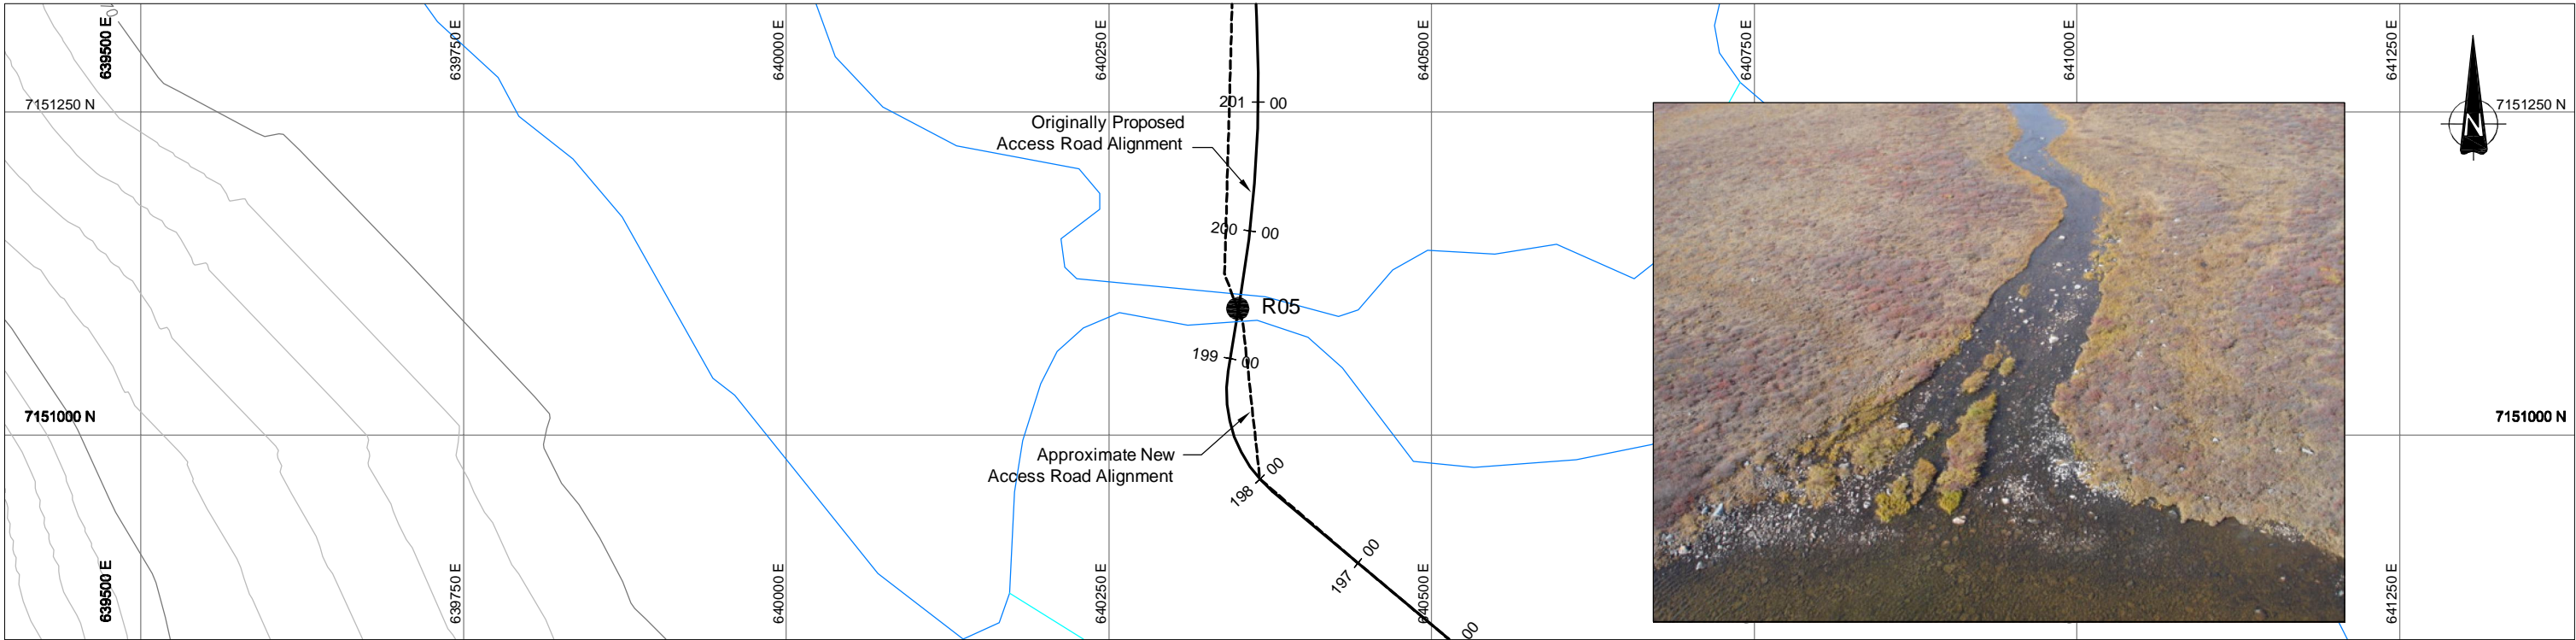 10
639500 E
639750 E
640000 E
640250 E
640500 E
640750 E
641000 E
641250 E
7151250 N
7151250 N
N
201 00
Originally Proposed
Access Road Alignment
200 00
R05
199 00
7151000 N
7151000 N
Approximate New
Access Road Alignment
198 00
197 00
00
639500 E
639750 E
640000 E
640250 E
640500 E
641250 E